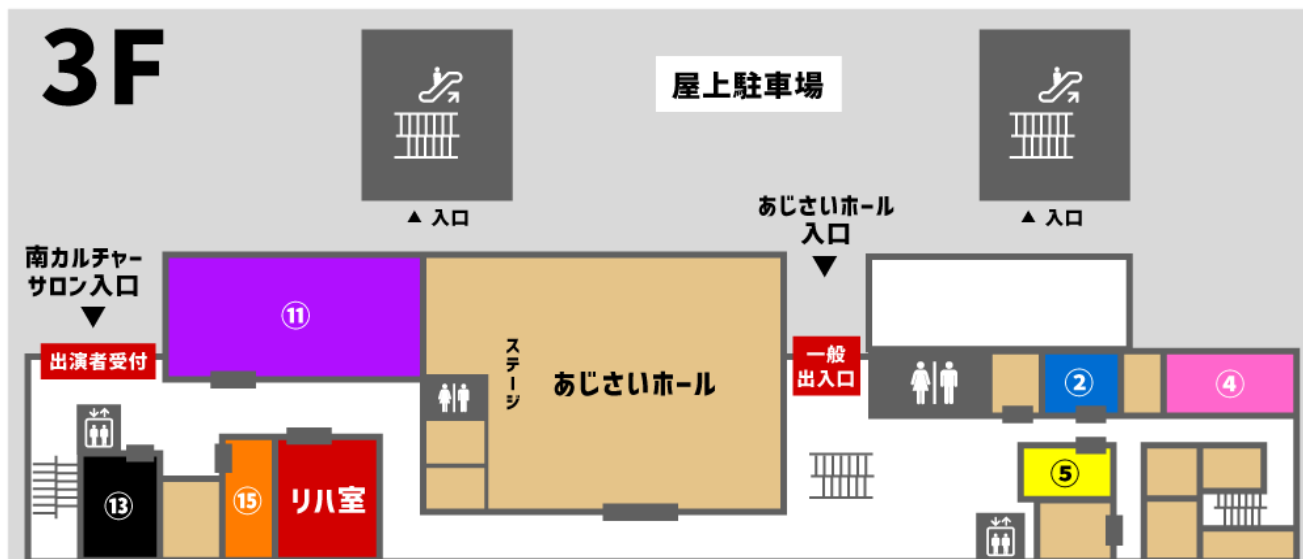 3F
屋上駐車場
▲ 入口
▲ 入口
あじさいホール
入口
▼
南カルチャー
サロン入口
▼
出演者受付
⑪
ステージ
あじさいホール
一般
出入口
②
④
⑤
⑬
⑮
リハ室